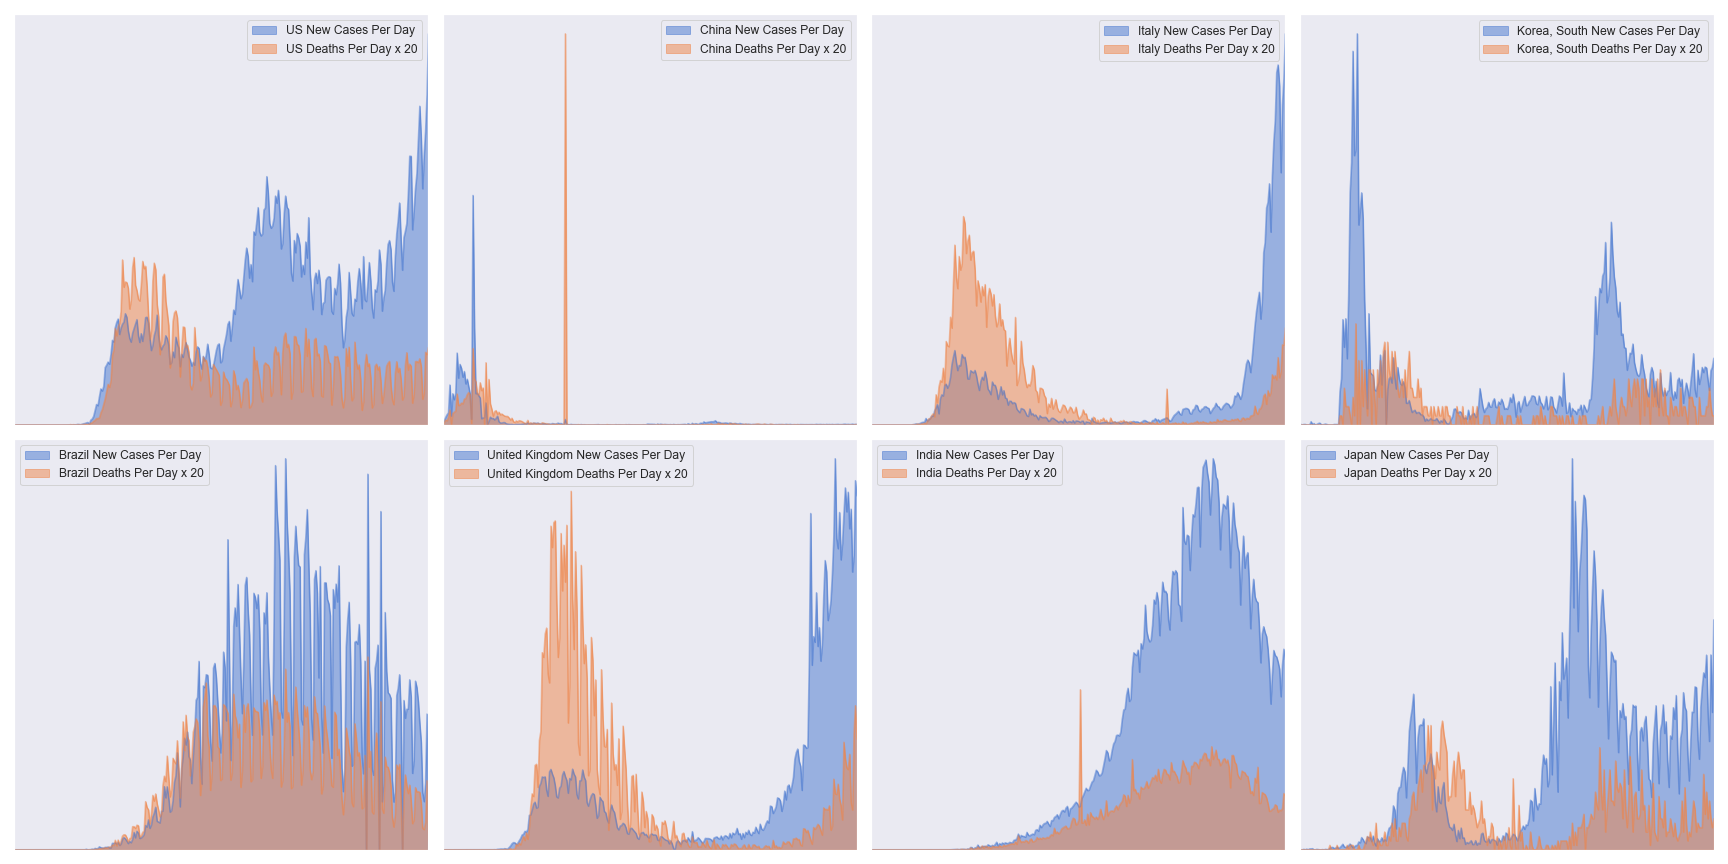 US New Cases Per Day
US Deaths Per Day x 20
China New Cases Per Day
China Deaths Per Day x 20
Italy New Cases Per Day
Italy Deaths Per Day x 20
Korea, South New Cases Per Day
Korea, South Deaths Per Day x 20
Brazil New Cases Per Day
Brazil Deaths Per Day x 20
United Kingdom New Cases Per Day
United Kingdom Deaths Per Day x 20
India New Cases Per Day
India Deaths Per Day x 20
Japan New Cases Per Day
Japan Deaths Per Day x 20